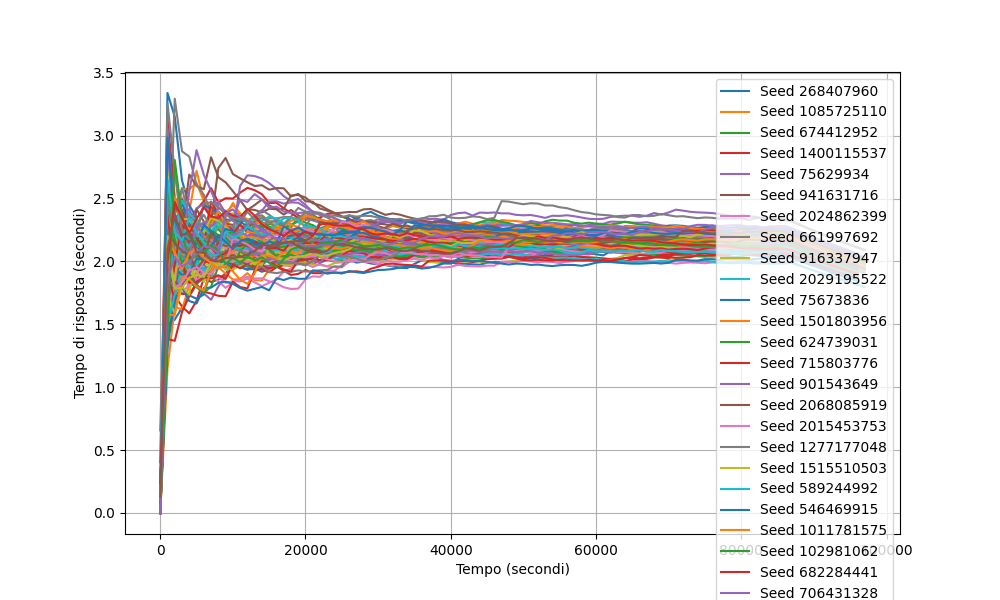 3.5
3.0
2.5
2.0
1.5
1.0
0.5
0.0
Tempo di risposta (secondi)
0
20000
40000
60000
80000
Tempo (secondi)
Seed 268407960
Seed 1085725110
Seed 674412952
Seed 1400115537
Seed 75629934
Seed 941631716
Seed 2024862399
Seed 661997692
Seed 916337947
Seed 2029195522
Seed 75673836
Seed 1501803956
Seed 624739031
Seed 715803776
Seed 901543649
Seed 2068085919
Seed 2015453753
Seed 1277177048
Seed 1515510503
Seed 589244992
Seed 546469915
Seed 1011781575
Seed 102981062
Seed 682284441
Seed 706431328